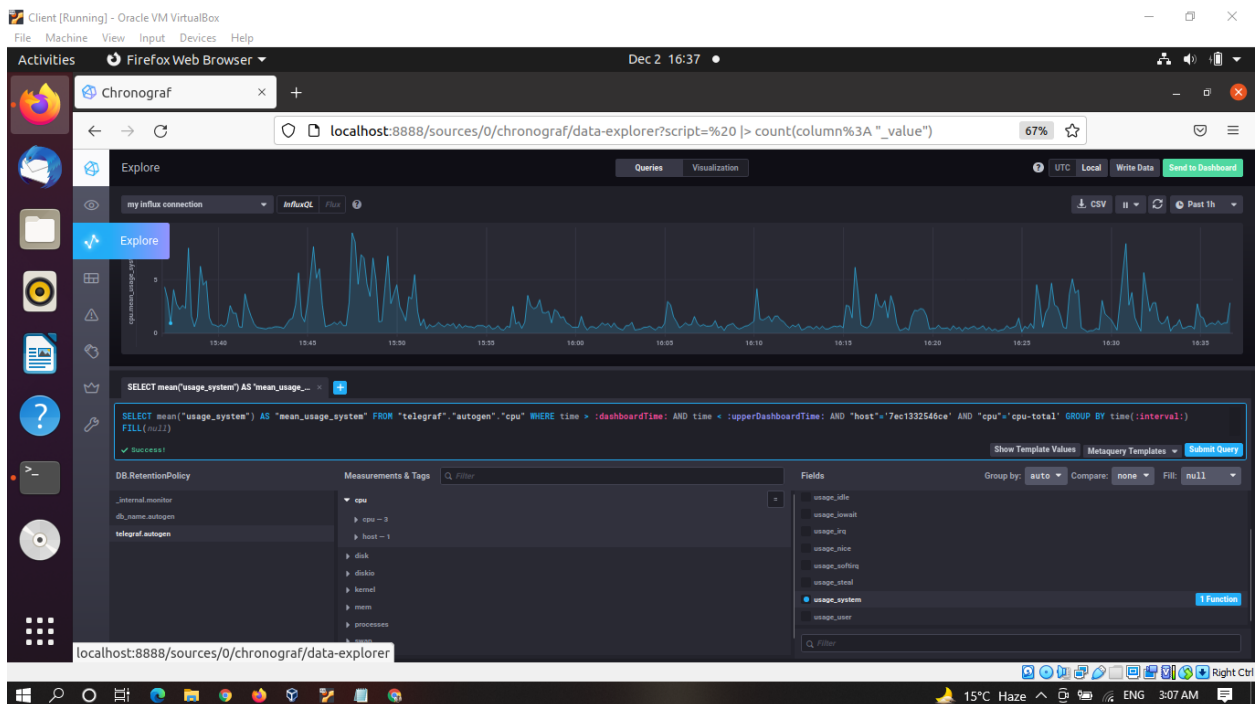 Client [Running] - Oracle VM VirtualBox
File Machine View Input Devices Help
Activities Firefox Web Browser Dec 2 16:37
Chronograf
localhost:8888/sources/0/chronograf/data-explorer?script=%20 |> count(column%3A "_value") 67%
Explore Queries Visualization UTC Local Write Data Send to Dashboard
my influx connection InfluxQL Flux CSV Past 1h
Explore
5
0
15:40 15:45 15:50 15:55 16:00 16:05 16:10 16:15 16:20 16:25 16:30 16:35
SELECT mean("usage_system") AS "mean_usage_...
SELECT mean("usage_system") AS "mean_usage_system" FROM "telegraf"."autogen"."cpu" WHERE time > :dashboardTime: AND time < :upperDashboardTime: AND "host"='7ec1332546ce' AND "cpu"='cpu-total' GROUP BY time(:interval:)
FILL(null)
Success! Show Template Values Metaquery Templates Submit Query
DB.RetentionPolicy Measurements & Tags Filter Fields Group by: auto Compare: none Fill: null
_internal.monitor cpu usage_idle
db_name.autogen cpu — 3 usage_iowait
telegraf.autogen host — 1 usage_irq
disk usage_nice
diskio usage_softirq
kernel usage_steal
mem usage_system 1 Function
processes usage_user
swap Filter
localhost:8888/sources/0/chronograf/data-explorer
Right Ctrl
15°C Haze ENG 3:07 AM